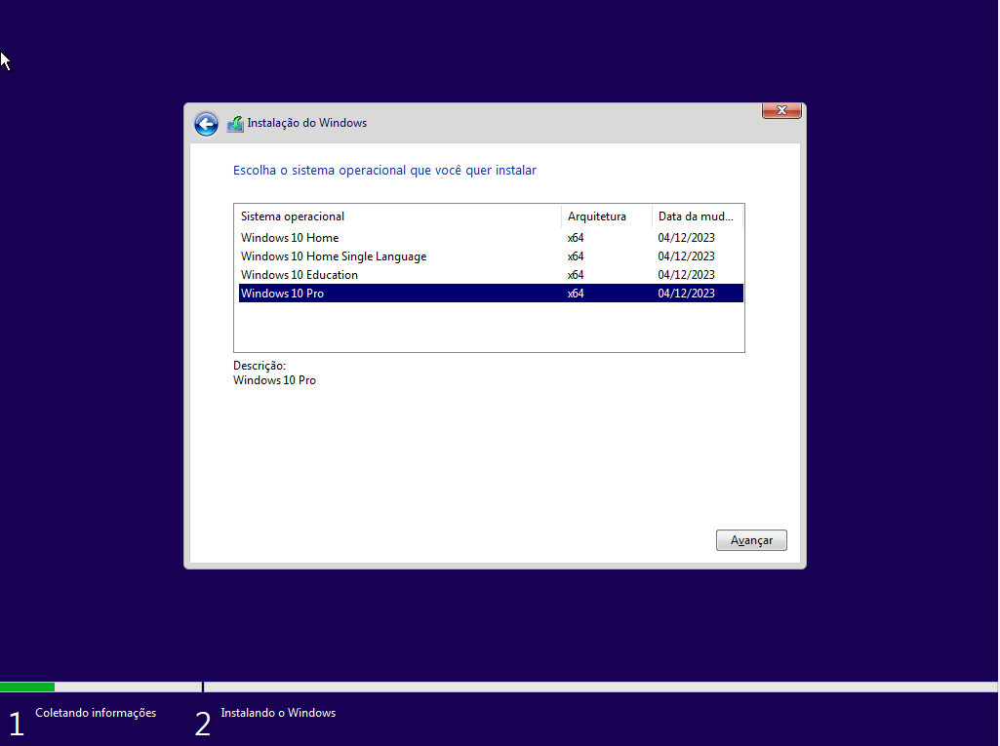 Instalação do Windows
Escolha o sistema operacional que você quer instalar
Sistema operacional Arquitetura Data da mud...
Windows 10 Home x64 04/12/2023
Windows 10 Home Single Language x64 04/12/2023
Windows 10 Education x64 04/12/2023
Windows 10 Pro x64 04/12/2023
Descrição:
Windows 10 Pro
Avançar
1 Coletando informações 2 Instalando o Windows